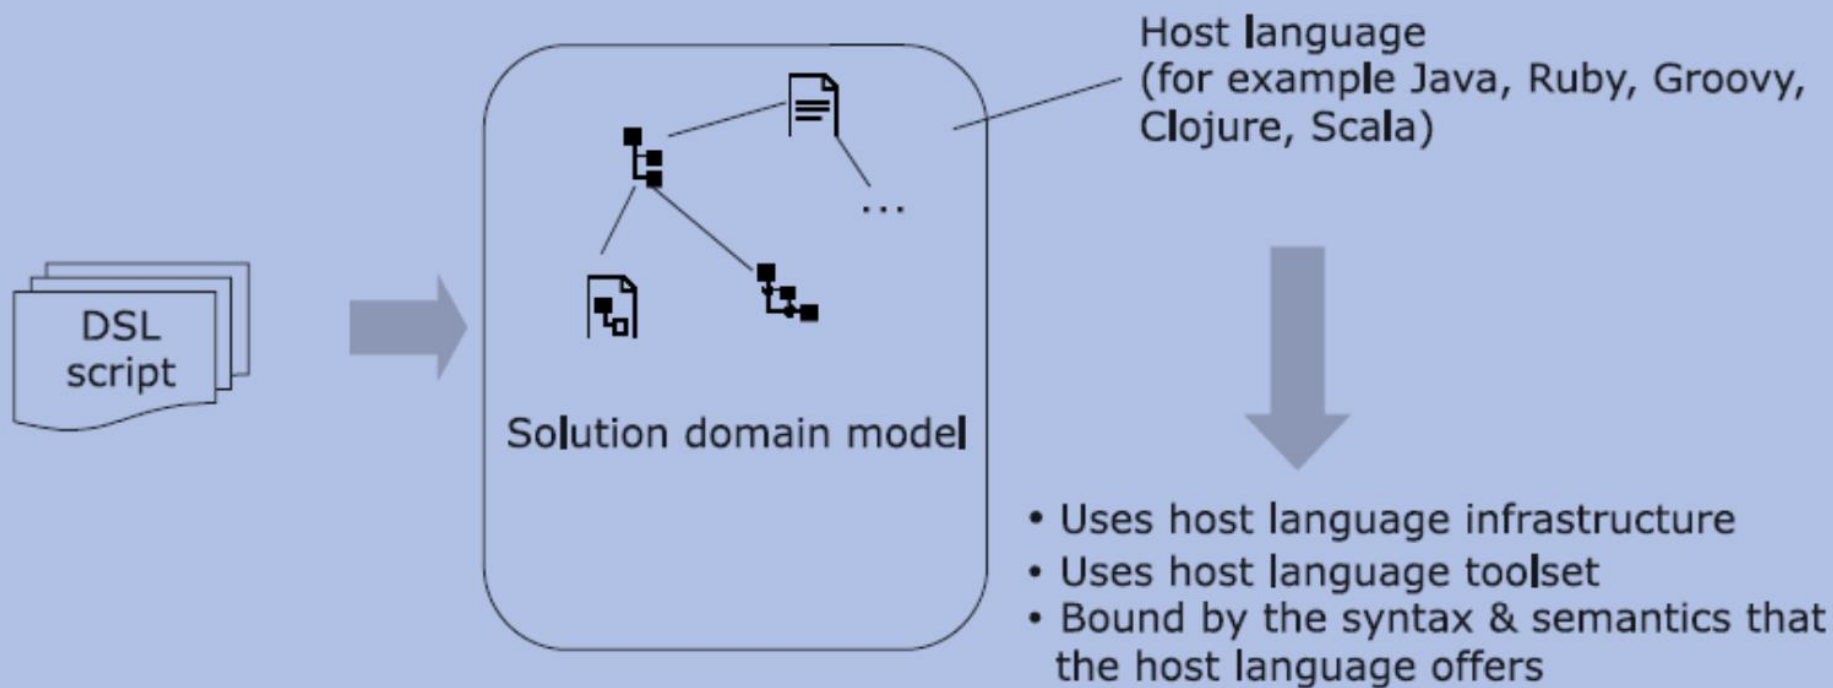 Host language
(for example Java, Ruby, Groovy,
Clojure, Scala)
...
DSL
script
Solution domain model
• Uses host language infrastructure
• Uses host language toolset
• Bound by the syntax & semantics that
the host language offers